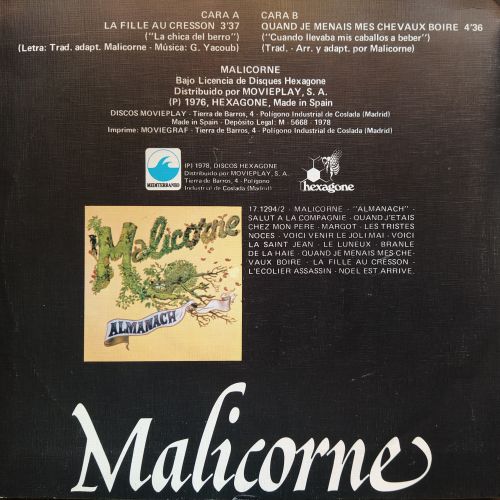 CARA A
LA FILLE AU CRESSON 3'37
("La chica del berro")
(Letra: Trad. adapt. Malicorne - Música: G. Yacoub)
CARA B
QUAND JE MENAIS MES CHEVAUX BOIRE 4'36
("Cuando llevaba mis caballos a beber")
(Trad. - Arr. y adapt. por Malicorne)
MALICORNE
Bajo Licencia de Disques Hexagone
Distribuido por MOVIEPLAY, S. A.
(P) 1976, HEXAGONE, Made in Spain
DISCOS MOVIEPLAY - Tierra de Barros, 4 - Polígono Industrial de Coslada (Madrid)
Made in Spain - Depósito Legal: M - 5668 - 1978
Imprime: MOVIEGRAF - Tierra de Barros, 4 - Polígono Industrial de Coslada (Madrid)
MEDITERRANEO
(P) 1978, DISCOS HEXAGONE
Distribuido por MOVIEPLAY, S. A.
Tierra de Barros, 4 - Polígono
Industrial de Coslada (Madrid)
hexagone
Malicorne
ALMANACH
17.1294/2 - MALICORNE - "ALMANACH" -
SALUT A LA COMPAGNIE - QUAND J'ETAIS
CHEZ MON PERE - MARGOT - LES TRISTES
NOCES - VOICI VENIR LE JOLI MAI - VOICI
LA SAINT JEAN - LE LUNEUX - BRANLE
DE LA HAIE - QUAND JE MENAIS MES CHE-
VAUX BOIRE - LA FILLE AU CRESSON -
L'ECOLIER ASSASSIN - NOEL EST ARRIVE.
Malicorne